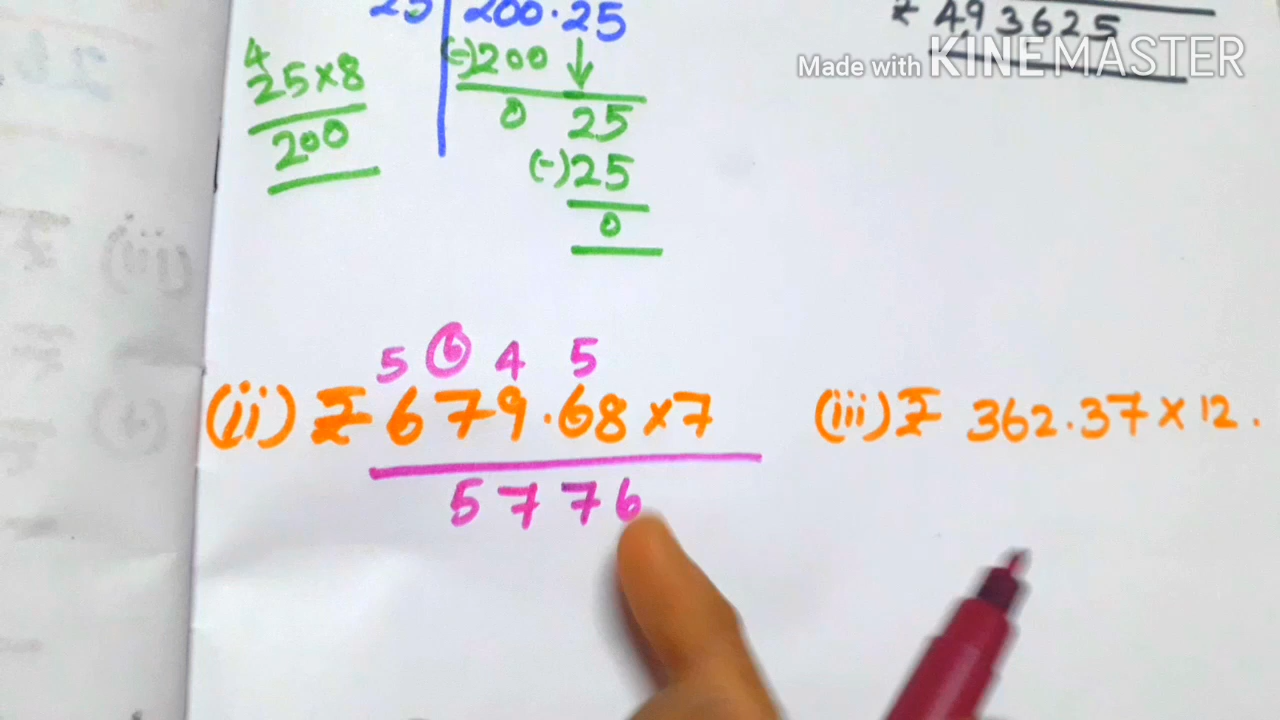 25 200.25
₹ 493625
Made with KINEMASTER
4
25×8 (-)200
200 0 25
(-)25
0
5 6 4 5
(ii) ₹ 679.68×7 (iii) ₹ 362.37×12.
5776